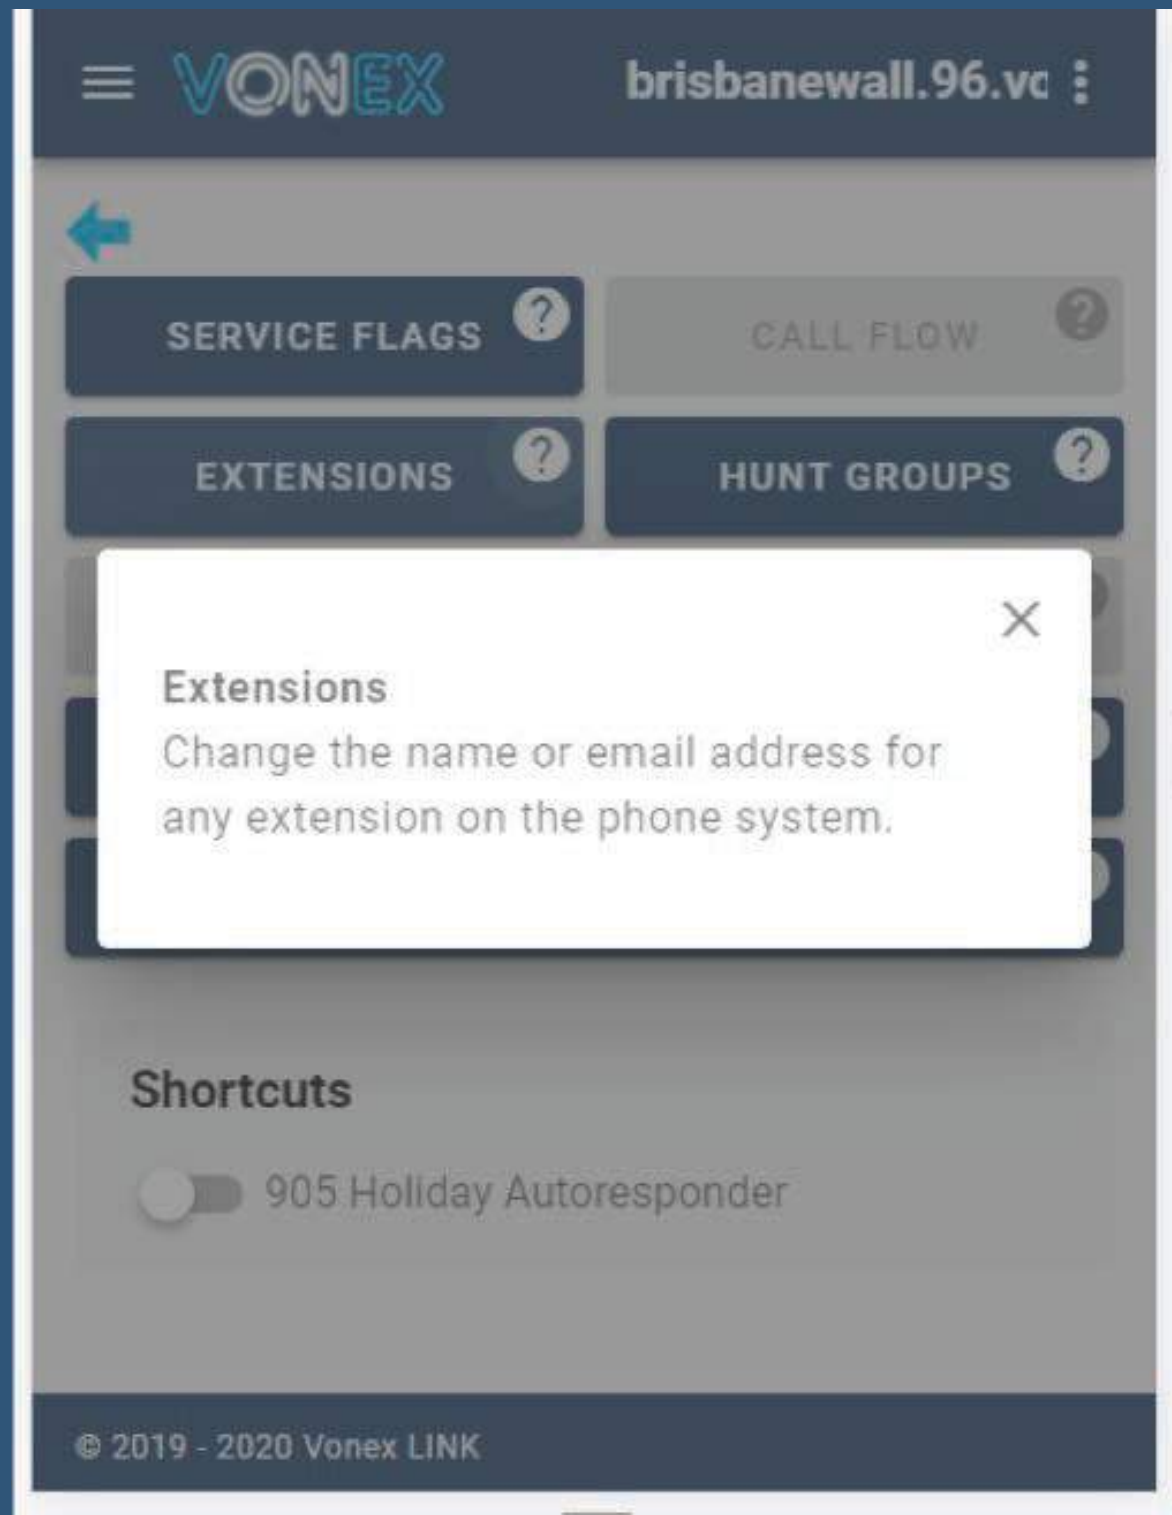 VONEX
brisbanewall.96.vc
SERVICE FLAGS ?
CALL FLOW ?
EXTENSIONS ?
HUNT GROUPS ?
Extensions
Change the name or email address for
any extension on the phone system.
Shortcuts
905 Holiday Autoresponder
© 2019 - 2020 Vonex LINK